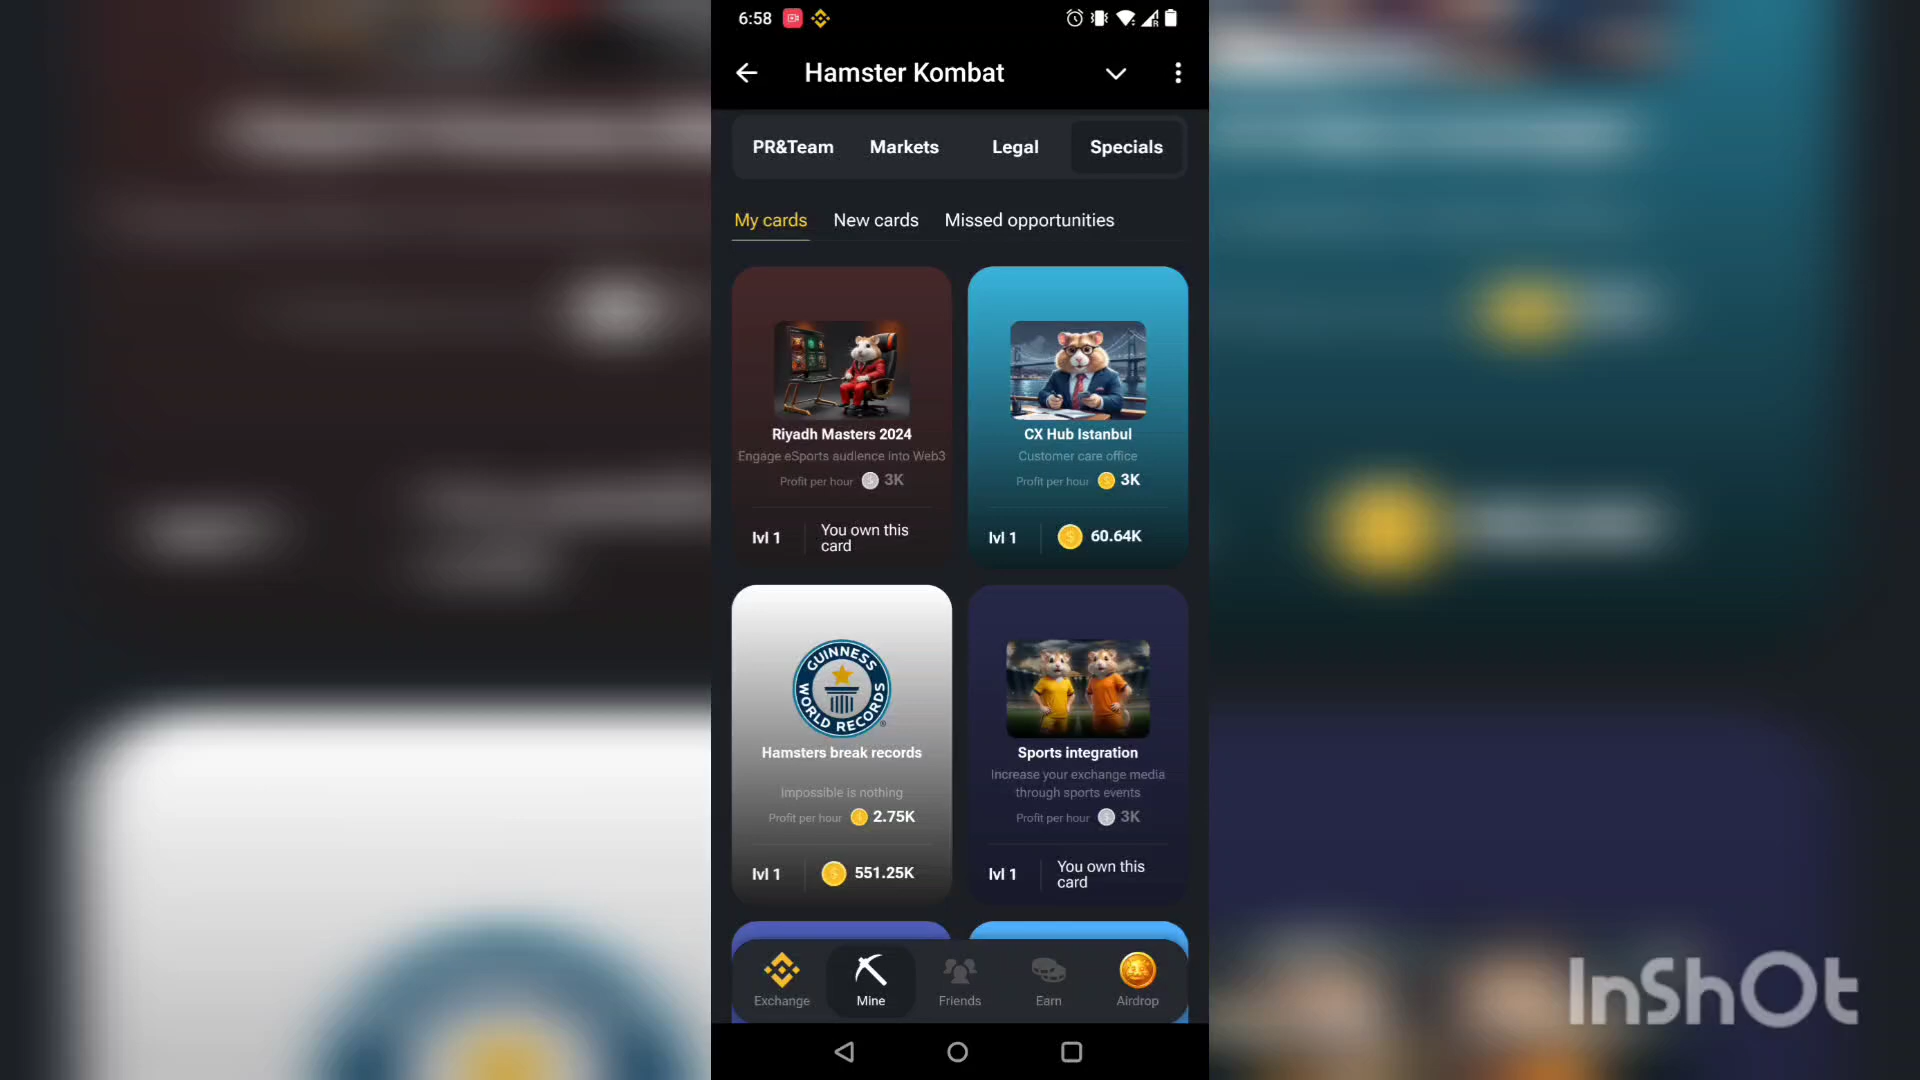 6:58
Hamster Kombat
PR&Team Markets Legal Specials
My cards New cards Missed opportunities
Riyadh Masters 2024
Engage eSports audience into Web3
Profit per hour 3K
lvl 1
You own this
card
CX Hub Istanbul
Customer care office
Profit per hour 3K
lvl 1 60.64K
GUINNESS
WORLD RECORDS
Hamsters break records
Impossible is nothing
Profit per hour 2.75K
lvl 1 551.25K
Sports integration
Increase your exchange media
through sports events
Profit per hour 3K
lvl 1
You own this
card
Exchange Mine Friends Earn Airdrop
InShOt